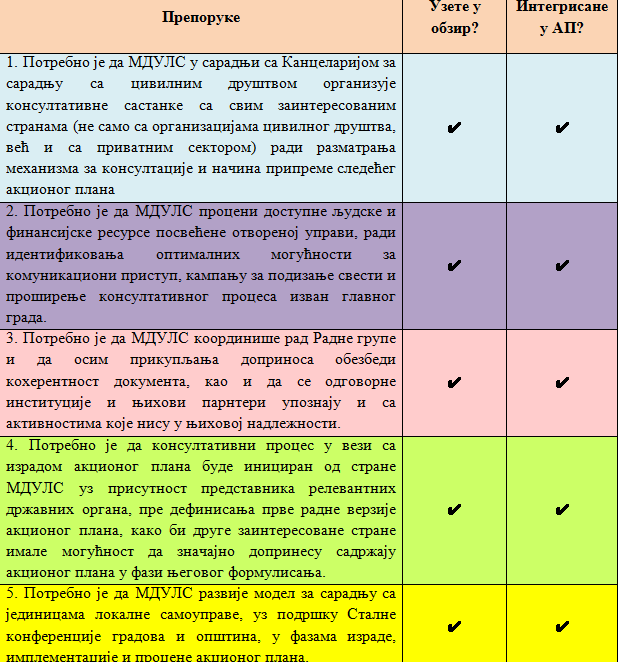 Препоруке
Узете у
обзир?
Интегрисане
у АП?
1. Потребно је да МДУЛС у сарадњи са Канцеларијом за
сарадњу са цивилним друштвом организује
консултативне састанке са свим заинтересованим
странама (не само са организацијама цивилног друштва,
већ и са приватним сектором) ради разматрања
механизма за консултације и начина припреме следећег
акционог плана
✔
✔
2. Потребно је да МДУЛС процени доступне људске и
финансијске ресурсе посвећене отвореној управи, ради
идентификовања оптималних могућности за
комуникациони приступ, кампању за подизање свести и
проширење консултативног процеса изван главног
града.
✔
✔
3. Потребно је да МДУЛС координише рад Радне групе
и да осим прикупљања доприноса обезбеди
кохерентност документа, као и да се одговорне
институције и њихови парнтери упознају и са
активностима које нису у њиховој надлежности.
✔
✔
4. Потребно је да консултативни процес у вези са
израдом акционог плана буде инициран од стране
МДУЛС уз присутност представника релевантних
државних органа, пре дефинисања прве радне верзије
акционог плана, како би друге заинтересоване стране
имале могућност да значајно допринесу садржају
акционог плана у фази његовог формулисања.
✔
✔
5. Потребно је да МДУЛС развије модел за сарадњу са
јединицама локалне самоуправе, уз подршку Сталне
конференције градова и општина, у фазама израде,
имплементације и процене акционог плана.
✔
✔